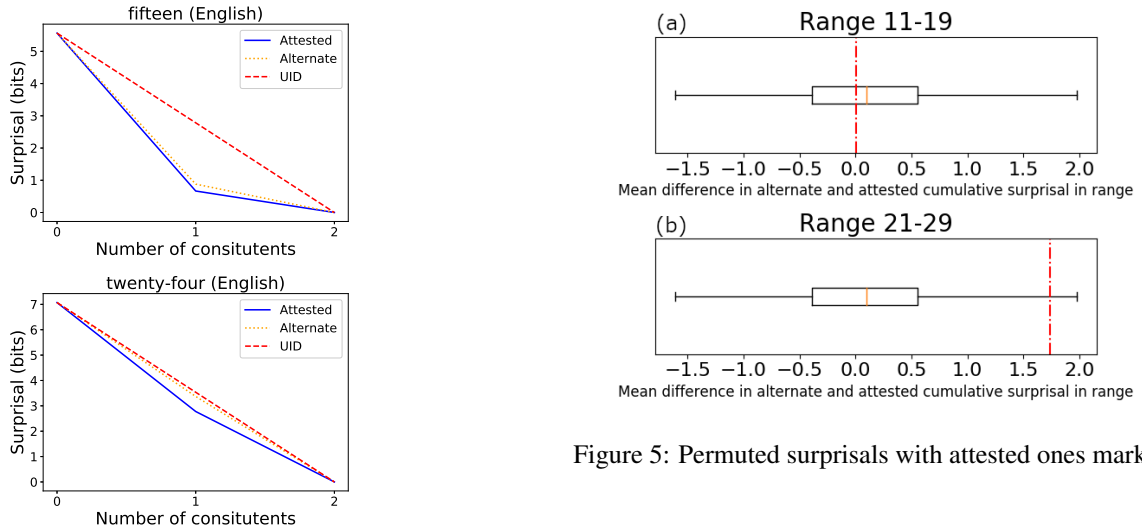 fifteen (English)
Surprisal (bits)
5
4
3
2
1
0
Attested
Alternate
UID
0 1 2
Number of consitutents
twenty-four (English)
Surprisal (bits)
7
6
5
4
3
2
1
0
Attested
Alternate
UID
0 1 2
Number of consitutents
(a) Range 11-19
−1.5 −1.0 −0.5 0.0 0.5 1.0 1.5 2.0
Mean difference in alternate and attested cumulative surprisal in range
(b) Range 21-29
−1.5 −1.0 −0.5 0.0 0.5 1.0 1.5 2.0
Mean difference in alternate and attested cumulative surprisal in range
Figure 5: Permuted surprisals with attested ones mark